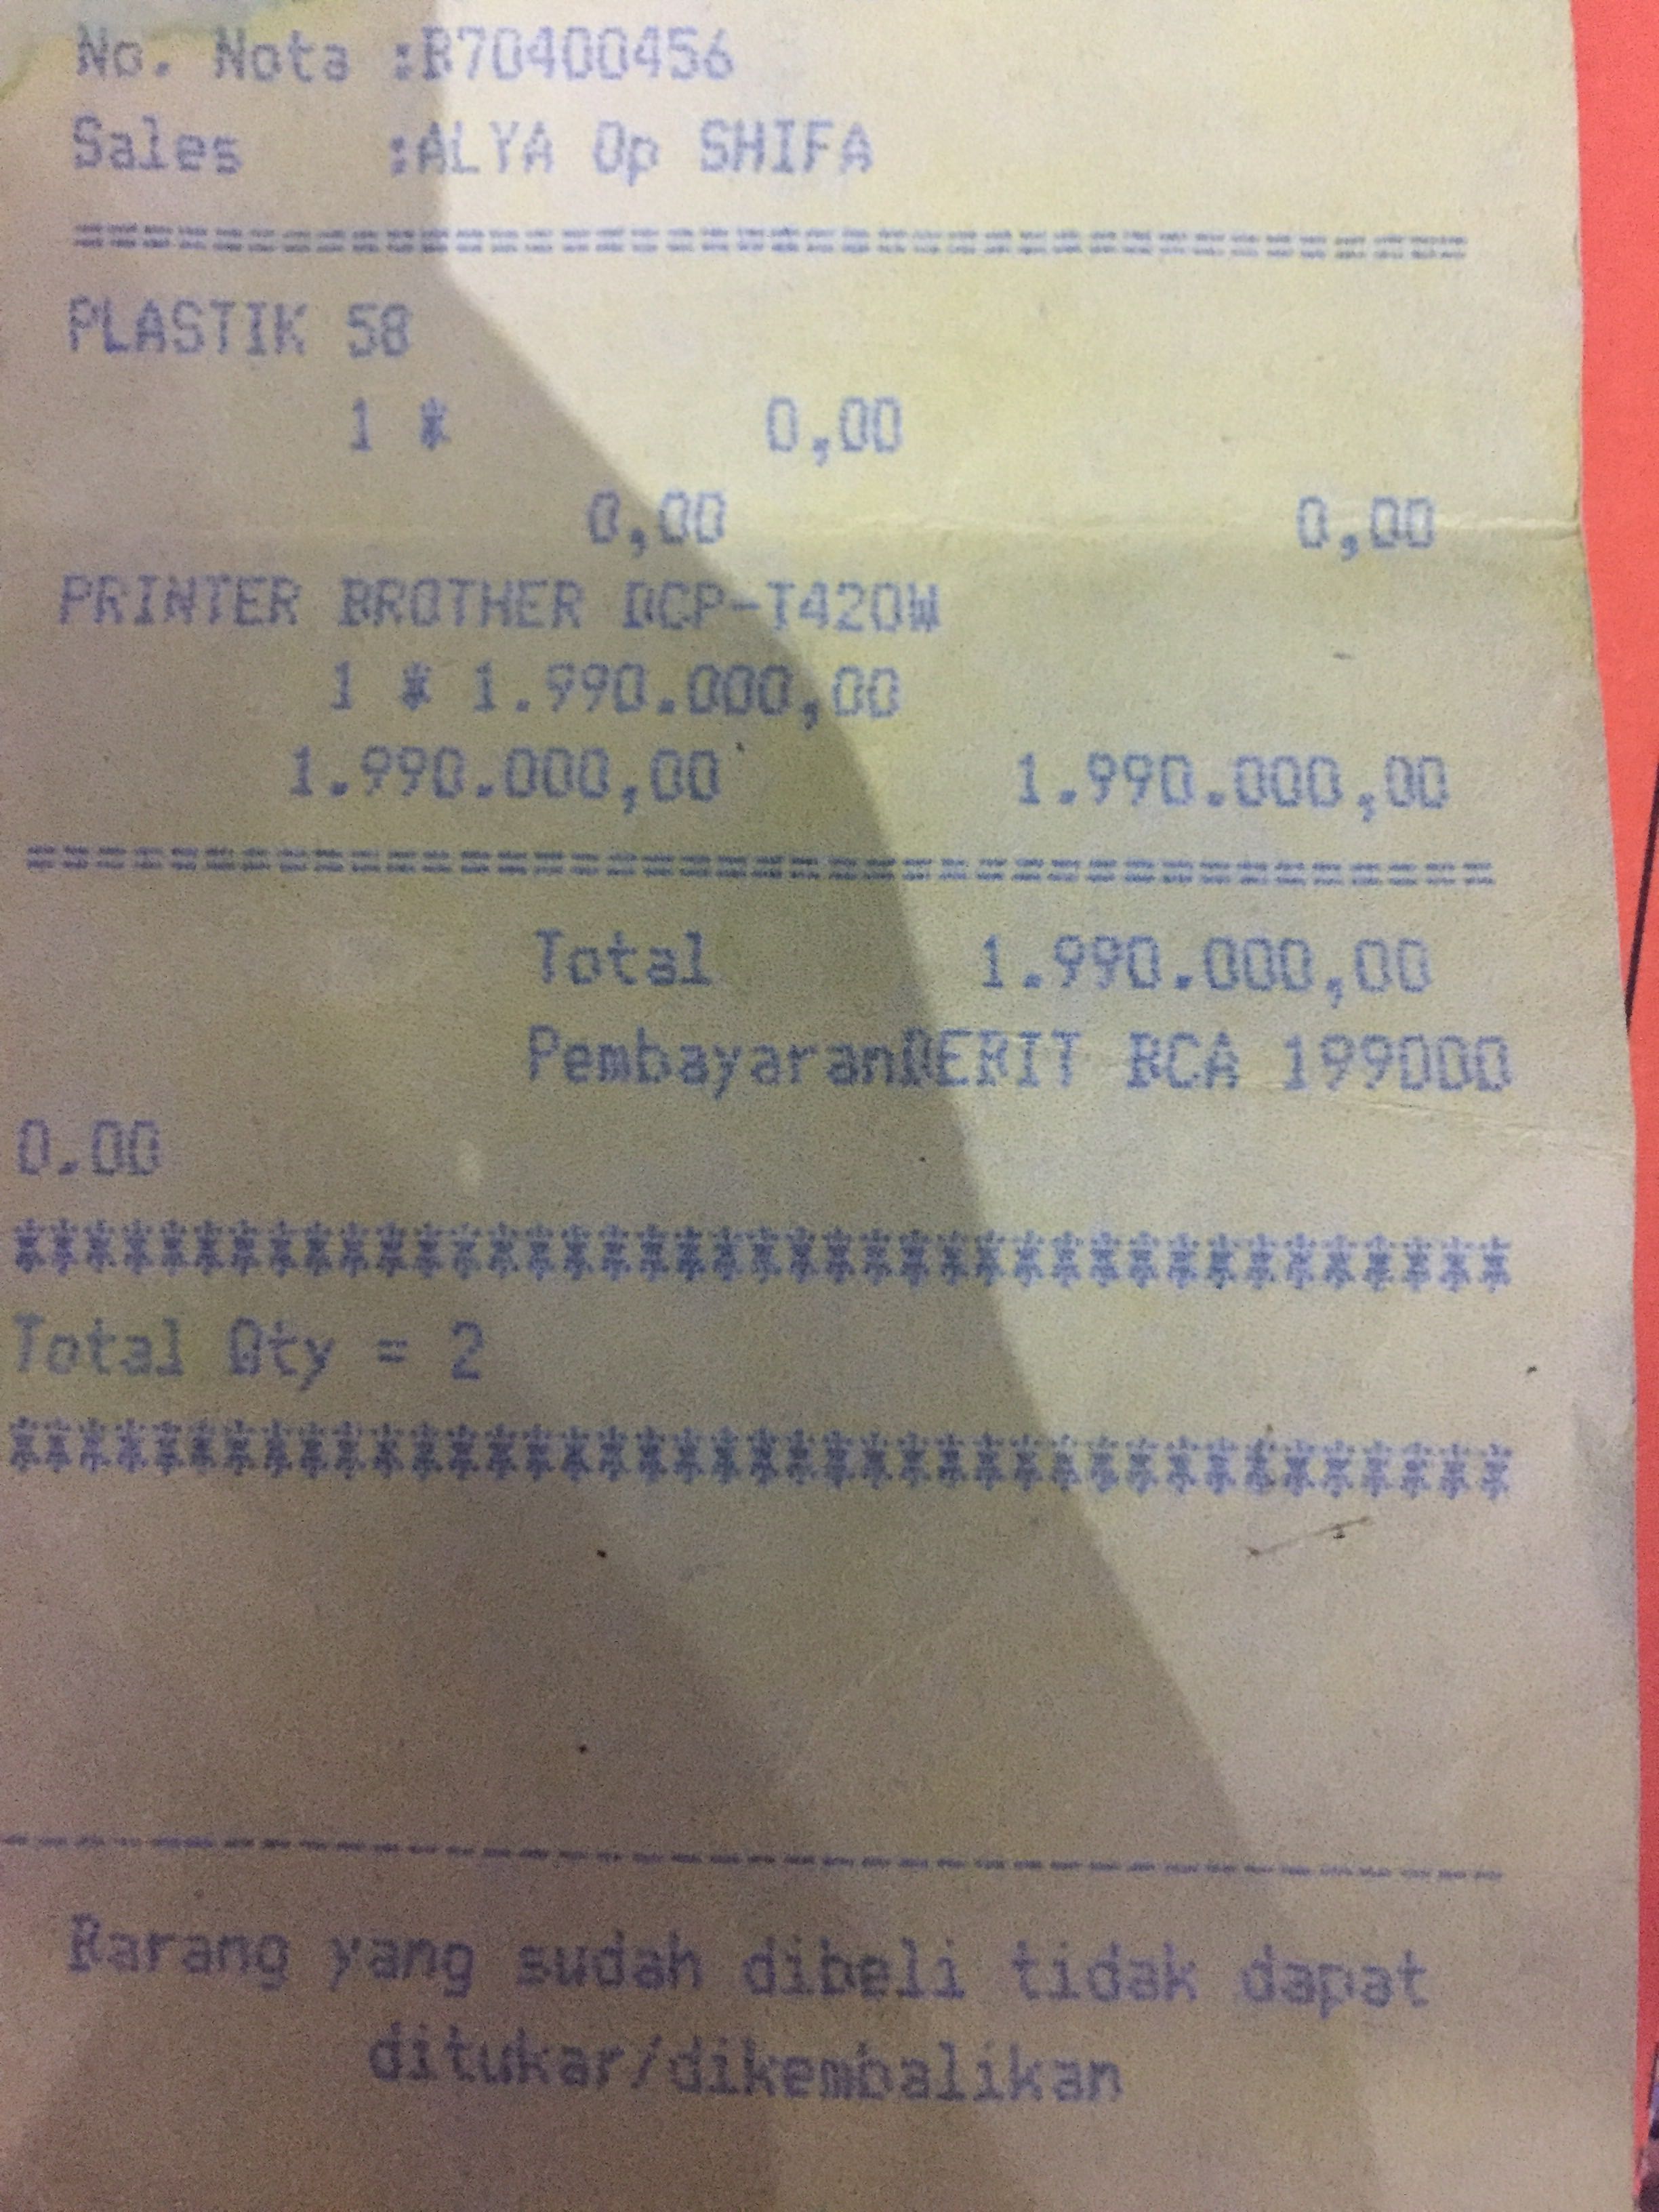 No. Nota :B70400456
Sales :ALYA Op SHIFA
======================================
PLASTIK 58
1 * 0,00
0,00 0,00
PRINTER BROTHER DCP-T420W
1 * 1.990.000,00
1.990.000,00 1.990.000,00
========================================
Total 1.990.000,00
PembayaranDEBIT BCA 199000
0.00
****************************************
Total Qty = 2
****************************************
----------------------------------------
Barang yang sudah dibeli tidak dapat
ditukar/dikembalikan